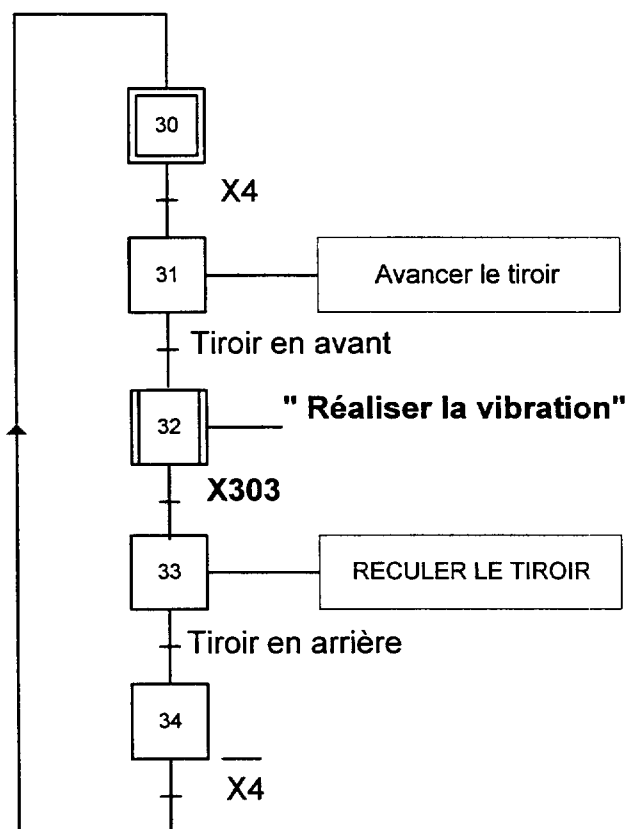 30
X4
31
Avancer le tiroir
Tiroir en avant
32
" Réaliser la vibration"
X303
33
RECULER LE TIROIR
Tiroir en arrière
34
X̅4̅